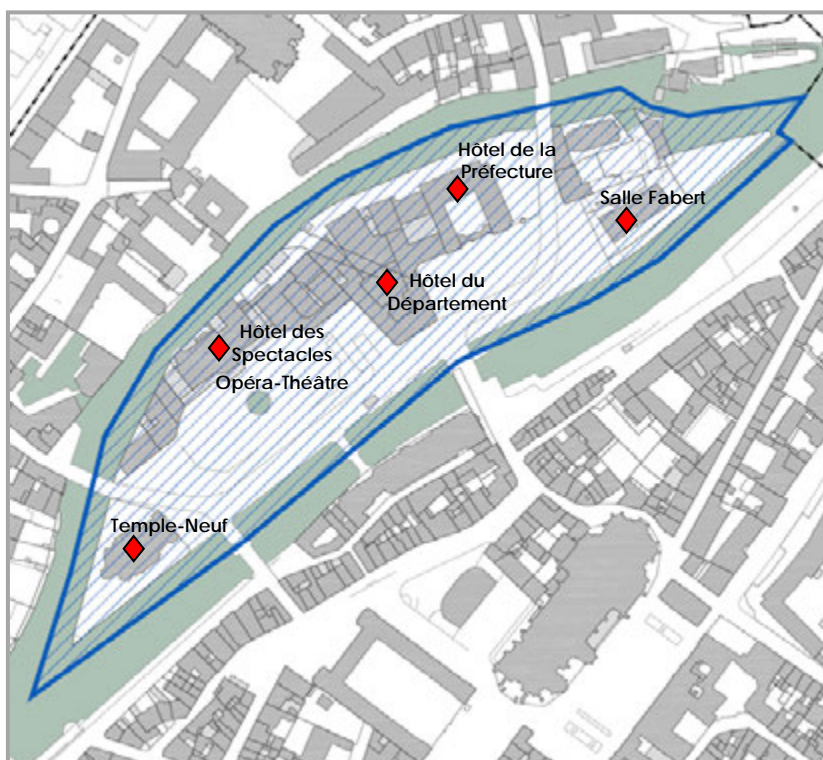 Hôtel de la
Préfecture
Salle Fabert
Hôtel du
Département
Hôtel des
Spectacles
Opéra-Théâtre
Temple-Neuf